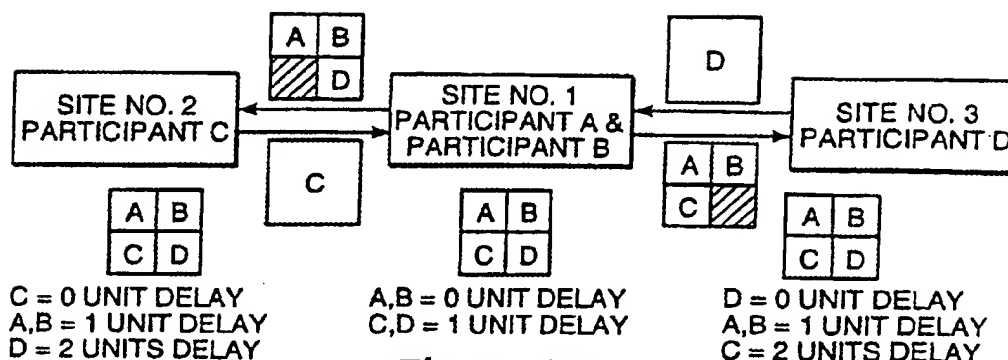 A B
D
D
SITE NO. 2
PARTICIPANT C
SITE NO. 1
PARTICIPANT A &
PARTICIPANT B
SITE NO. 3
PARTICIPANT D
C
A B
C
A B
C D
A B
C D
A B
C D
C = 0 UNIT DELAY
A,B = 1 UNIT DELAY
D = 2 UNITS DELAY
A,B = 0 UNIT DELAY
C,D = 1 UNIT DELAY
D = 0 UNIT DELAY
A,B = 1 UNIT DELAY
C = 2 UNITS DELAY